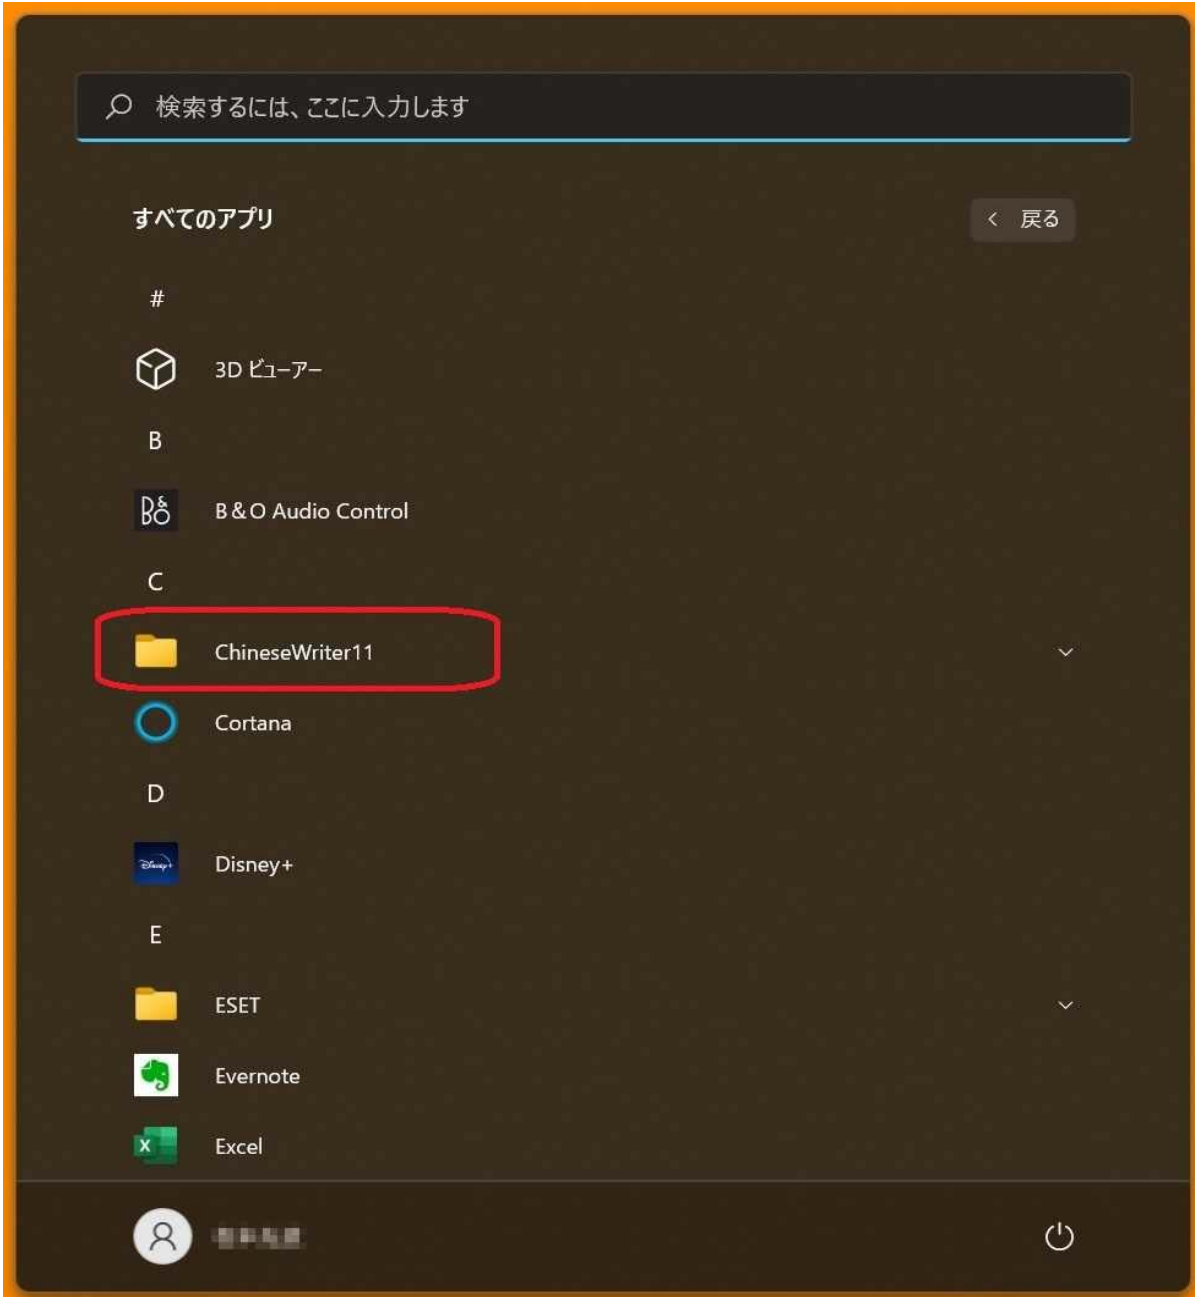 検索するには、ここに入力します
すべてのアプリ
戻る
#
3D ビューアー
B
B&O
B&O Audio Control
C
ChineseWriter11
Cortana
D
Disney+
Disney+
E
ESET
Evernote
X
Excel